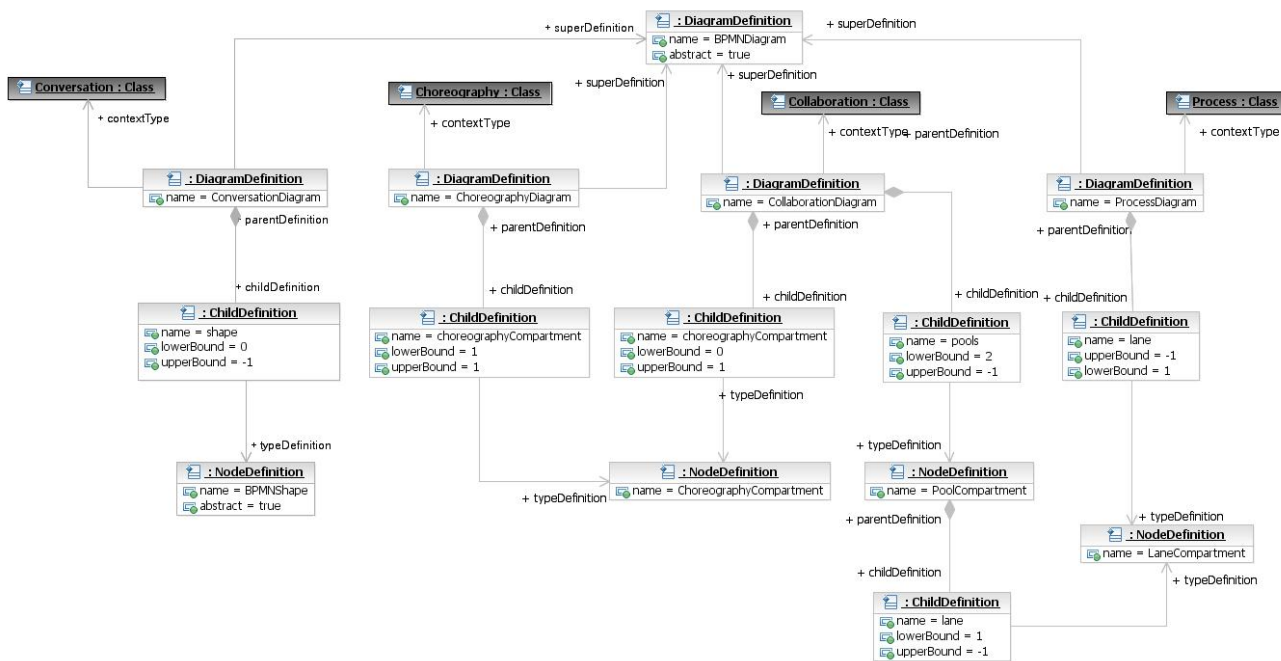 : DiagramDefinition
name = BPMNDiagram
abstract = true
+ superDefinition
+ superDefinition
+ superDefinition
+ superDefinition
Conversation : Class
Choreography : Class
Collaboration : Class
Process : Class
+ contextType
+ contextType
+ contextType
+ parentDefinition
+ contextType
: DiagramDefinition
name = ConversationDiagram
: DiagramDefinition
name = ChoreographyDiagram
: DiagramDefinition
name = CollaborationDiagram
: DiagramDefinition
name = ProcessDiagram
+ parentDefinition
+ parentDefinition
+ parentDefinition
+ parentDefinition
+ childDefinition
+ childDefinition
+ childDefinition
+ childDefinition
+ childDefinition
: ChildDefinition
name = shape
lowerBound = 0
upperBound = -1
: ChildDefinition
name = choreographyCompartment
lowerBound = 1
upperBound = 1
: ChildDefinition
name = choreographyCompartment
lowerBound = 0
upperBound = 1
: ChildDefinition
name = pools
lowerBound = 2
upperBound = -1
: ChildDefinition
name = lane
upperBound = -1
lowerBound = 1
+ typeDefinition
+ typeDefinition
+ typeDefinition
: NodeDefinition
name = BPMNShape
abstract = true
+ typeDefinition
: NodeDefinition
name = ChoreographyCompartment
: NodeDefinition
name = PoolCompartment
+ parentDefinition
+ typeDefinition
: NodeDefinition
name = LaneCompartment
+ childDefinition
+ typeDefinition
: ChildDefinition
name = lane
lowerBound = 1
upperBound = -1